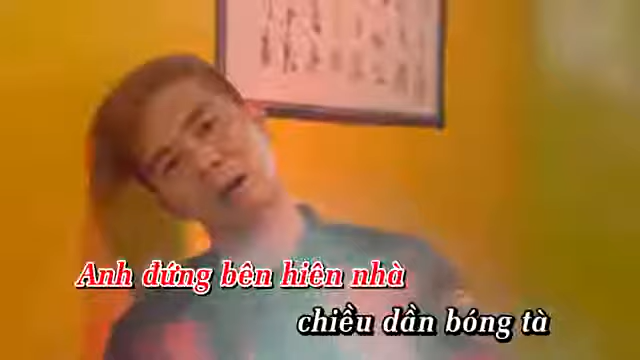 Anh đứng bên hiên nhà
chiều dần bóng tà